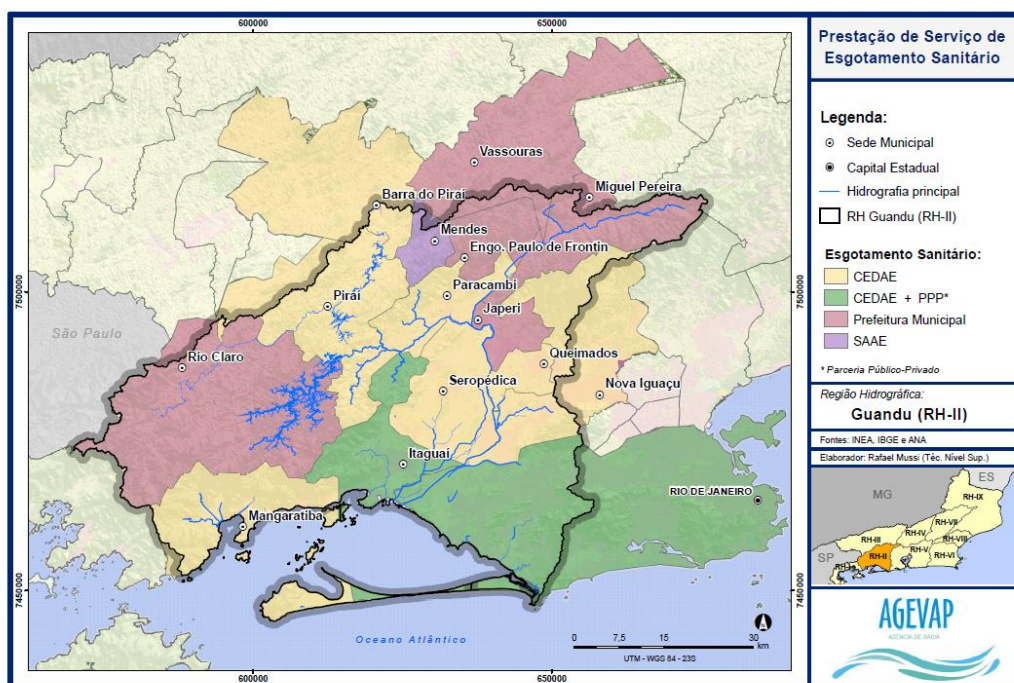 600000
650000
7500000
7500000
7450000
7450000
600000
650000
Vassouras
Miguel Pereira
Barra do Piraí
Mendes
Engo. Paulo de Frontin
Paracambi
Piraí
Japeri
São Paulo
Rio Claro
Queimados
Seropédica
Nova Iguaçu
Itaguaí
RIO DE JANEIRO
Mangaratiba
Oceano Atlântico
0 7,5 15 30
km
UTM - WGS 84 - 23S
Prestação de Serviço de
Esgotamento Sanitário
Legenda:
Sede Municipal
Capital Estadual
Hidrografia principal
RH Guandu (RH-II)
Esgotamento Sanitário:
CEDAE
CEDAE + PPP*
Prefeitura Municipal
SAAE
* Parceria Público-Privado
Região Hidrográfica:
Guandu (RH-II)
Fontes: INEA, IBGE e ANA
Elaborador: Rafael Mussi (Téc. Nível Sup.)
MG
ES
SP
RH-IX
RH-VII
RH-IV
RH-III
RH-VIII
RH-II
RH-V
RH-VI
AGEVAP
AGÊNCIA DE BACIA